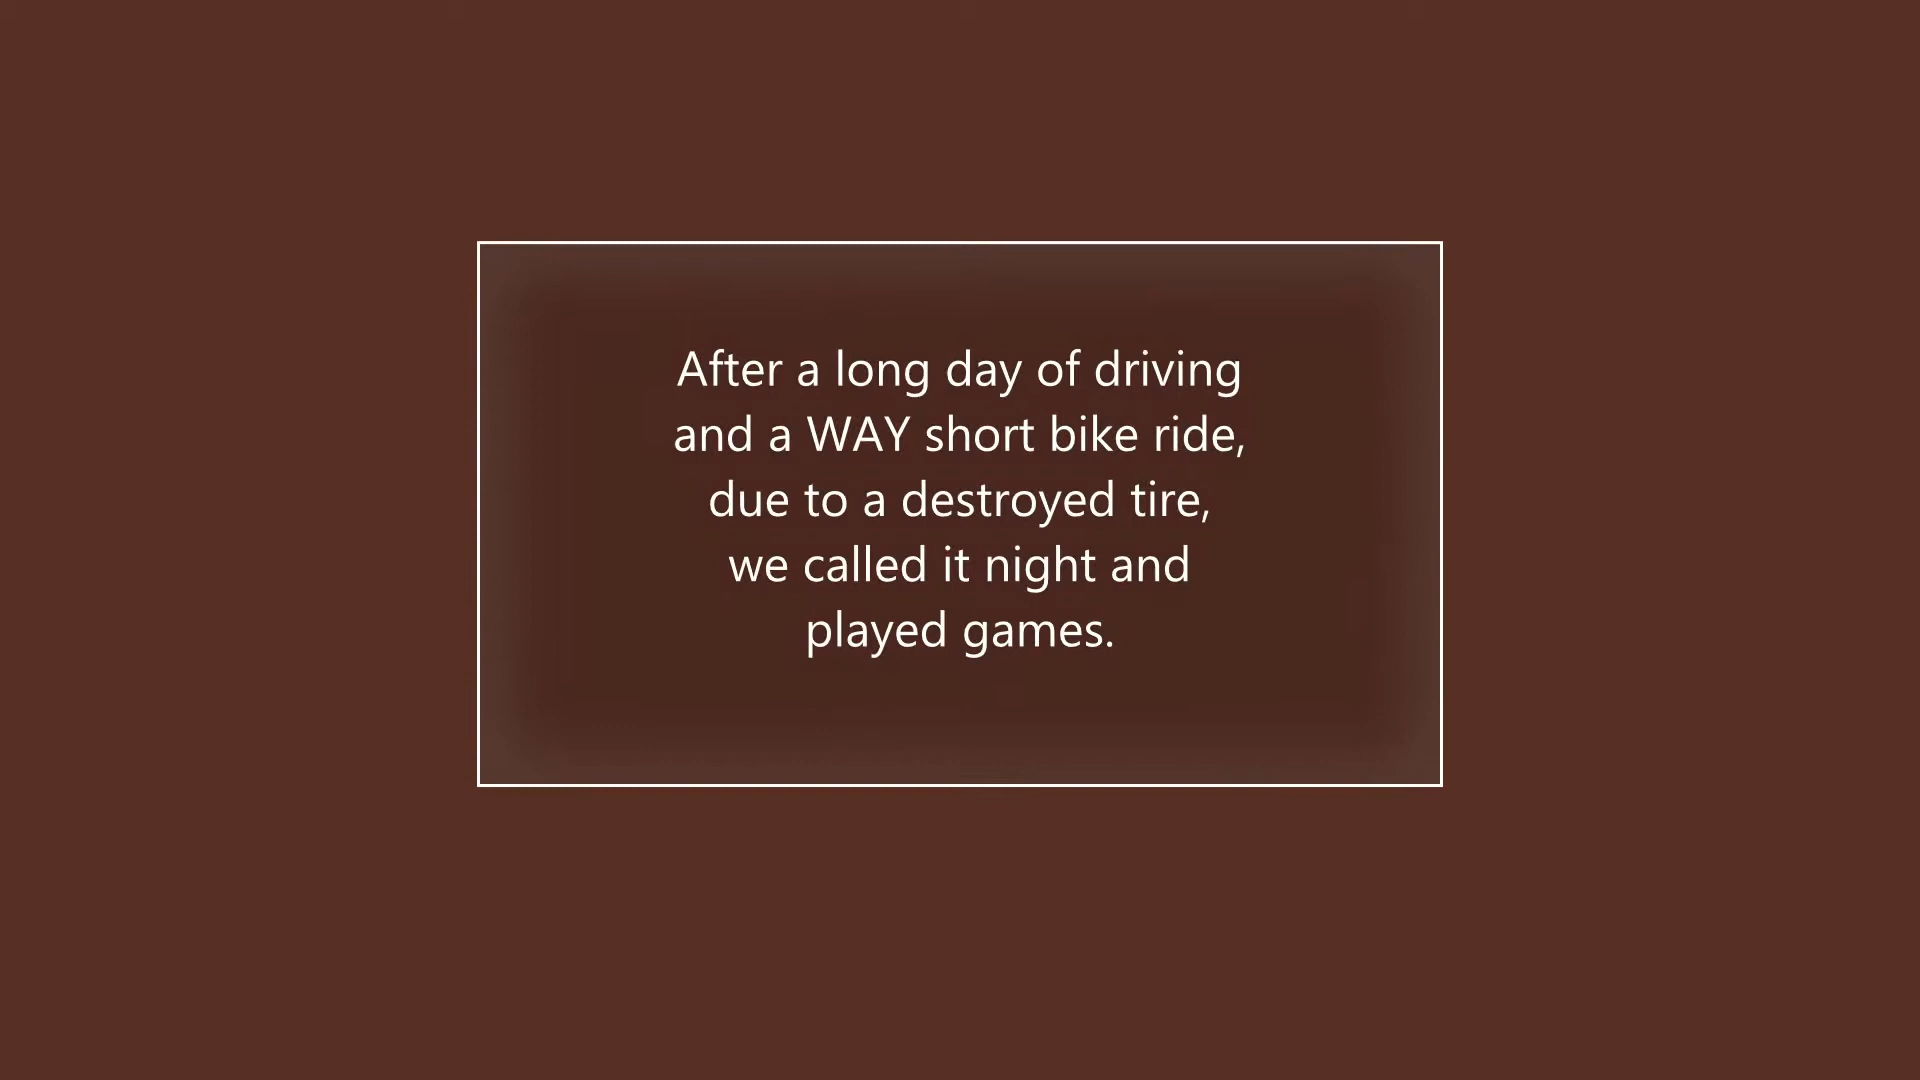 After a long day of driving
and a WAY short bike ride,
due to a destroyed tire,
we called it night and
played games.